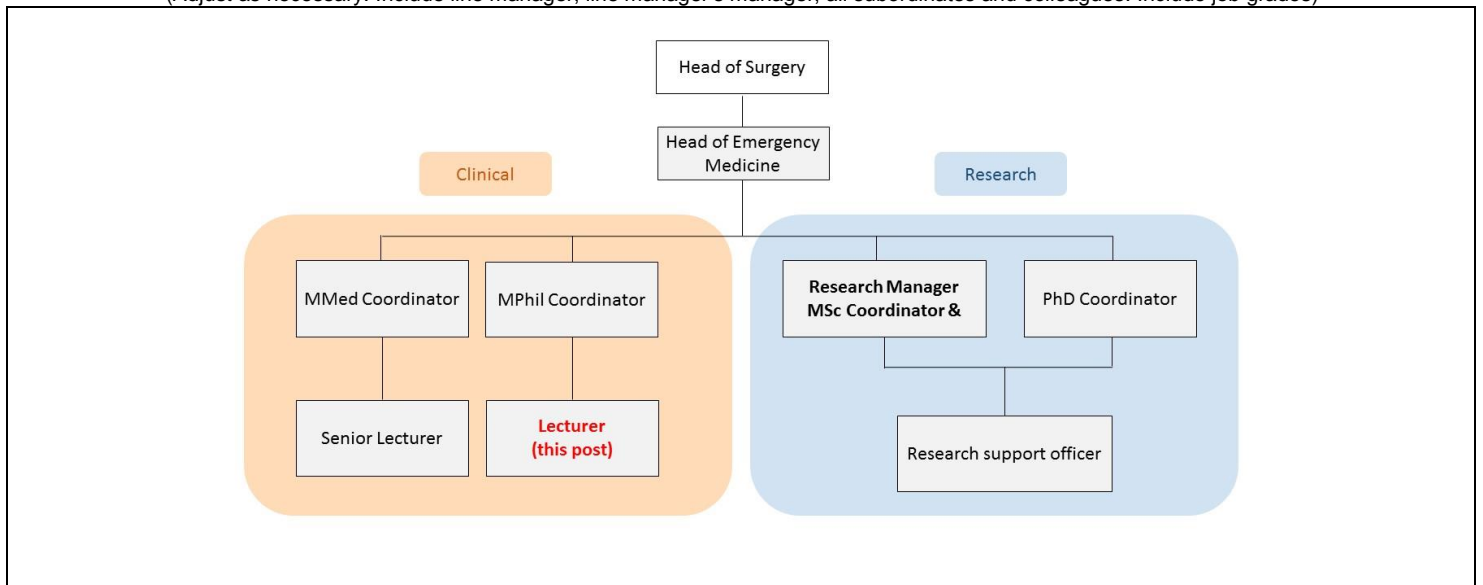 (Adjust as necessary. Include line manager, line manager's manager, all subordinates and colleagues. Include job grades)
Head of Surgery
Head of Emergency
Medicine
Clinical
Research
MMed Coordinator
MPhil Coordinator
Research Manager
MSc Coordinator &
PhD Coordinator
Senior Lecturer
Lecturer
(this post)
Research support officer